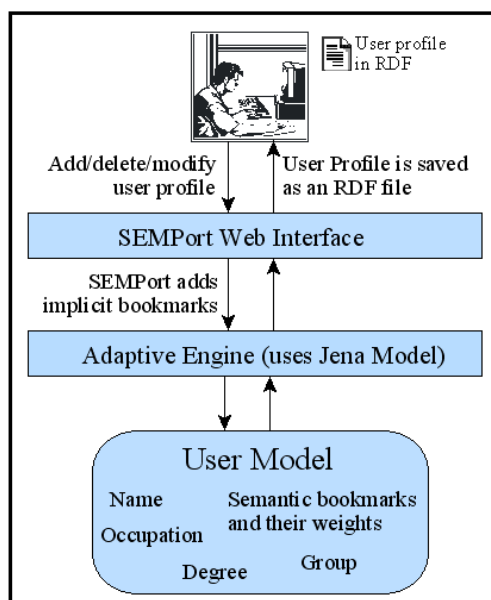 User profile
in RDF
Add/delete/modify
user profile
User Profile is saved
as an RDF file
SEMPort Web Interface
SEMPort adds
implicit bookmarks
Adaptive Engine (uses Jena Model)
User Model
Name
Semantic bookmarks
and their weights
Occupation
Degree
Group